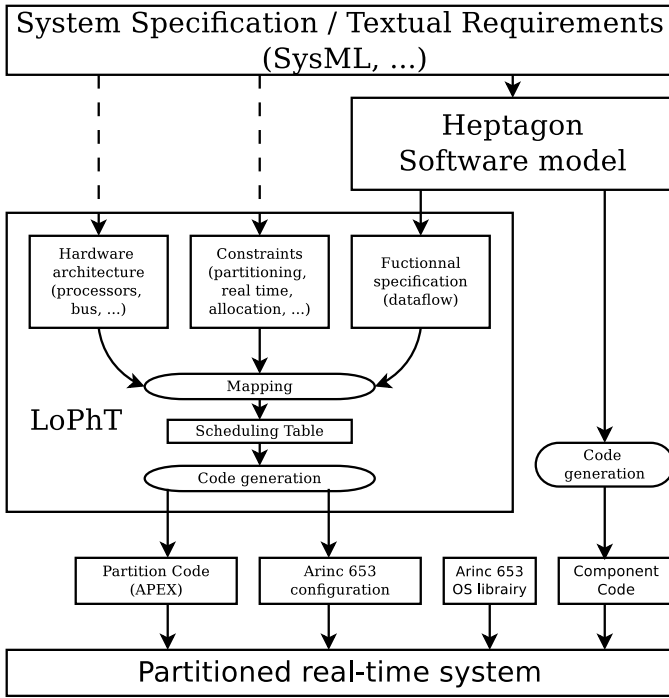 System Specification / Textual Requirements
(SysML, ...)
Heptagon
Software model
Hardware
architecture
(processors,
bus, ...)
Constraints
(partitioning,
real time,
allocation, ...)
Fuctionnal
specification
(dataflow)
Mapping
LoPhT
Scheduling Table
Code generation
Code
generation
Partition Code
(APEX)
Arinc 653
configuration
Arinc 653
OS librairy
Component
Code
Partitioned real-time system